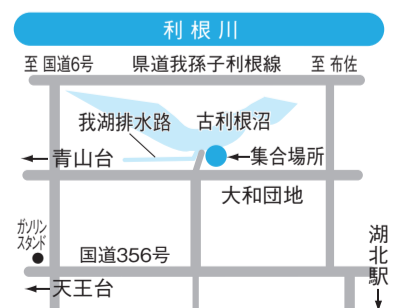 利根川
至 国道6号
県道我孫子利根線
至 布佐
我湖排水路
古利根沼
青山台
集合場所
大和団地
ガソリン
スタンド
国道356号
湖北駅
天王台